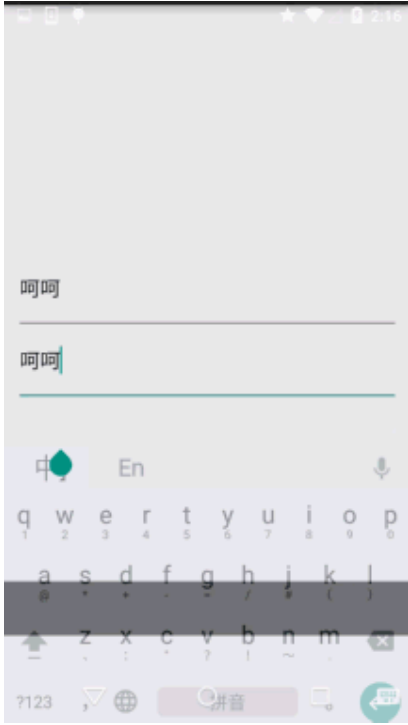 2:16
呵呵
呵呵
En
q w e r t y u i o p
1 2 3 4 5 6 7 8 9 0
a s d f g h j k l
z x c v b n m
?123 , 拼音